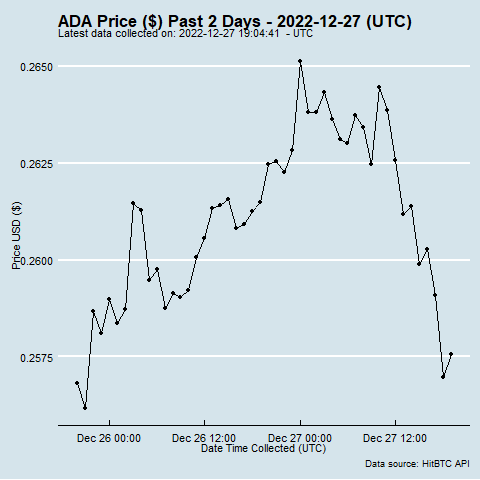 ADA Price ($) Past 2 Days - 2022-12-27 (UTC)
Latest data collected on: 2022-12-27 19:04:41 - UTC
0.2650
0.2625
0.2600
0.2575
Price USD ($)
Dec 26 00:00
Dec 26 12:00
Dec 27 00:00
Dec 27 12:00
Date Time Collected (UTC)
Data source: HitBTC API